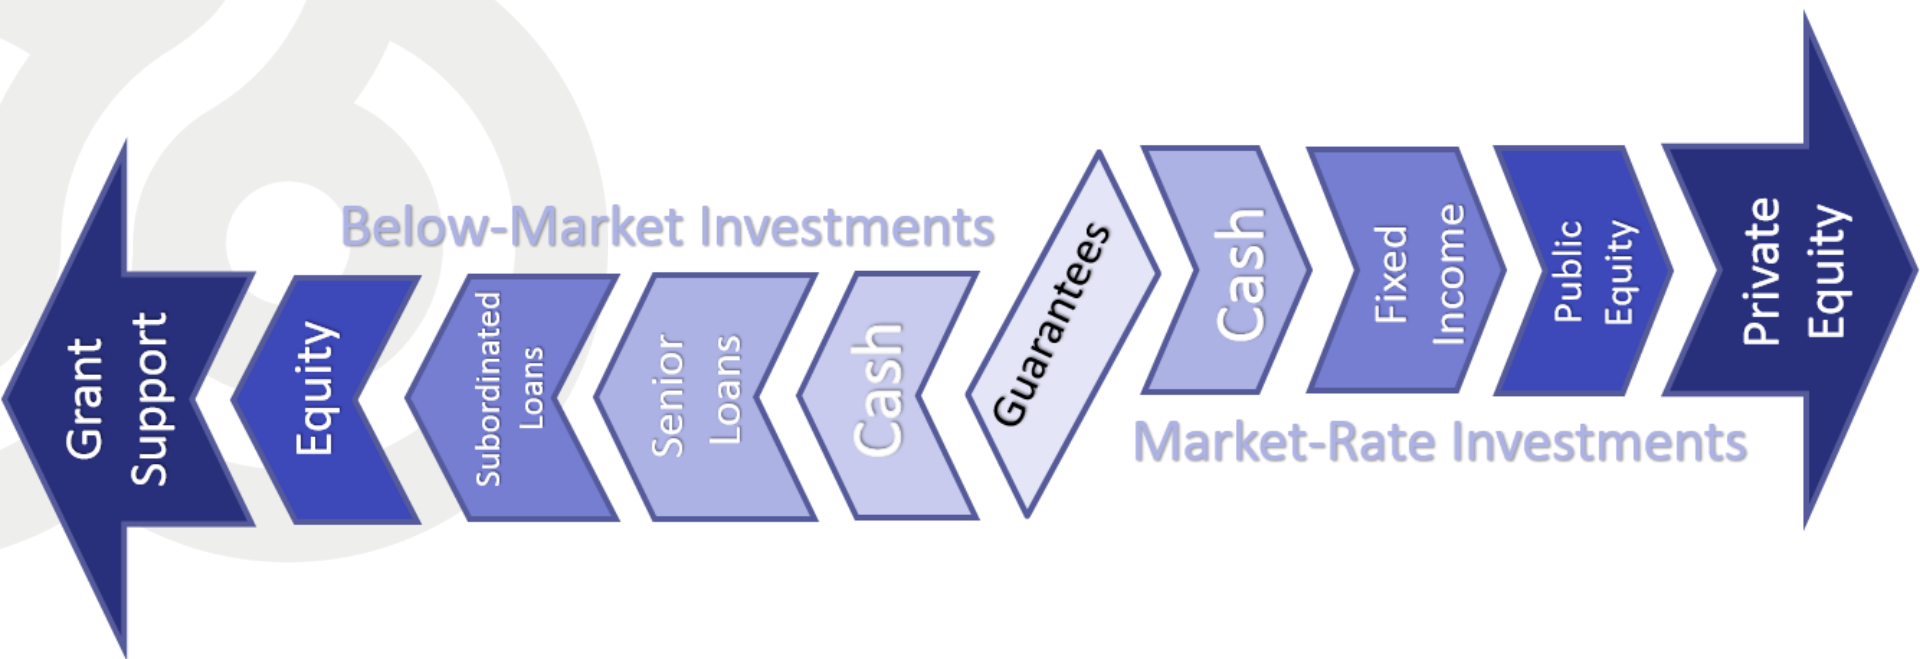 Below-Market Investments
Grant
Support
Equity
Subordinated
Loans
Senior
Loans
Cash
Guarantees
Cash
Fixed
Income
Public
Equity
Private
Equity
Market-Rate Investments